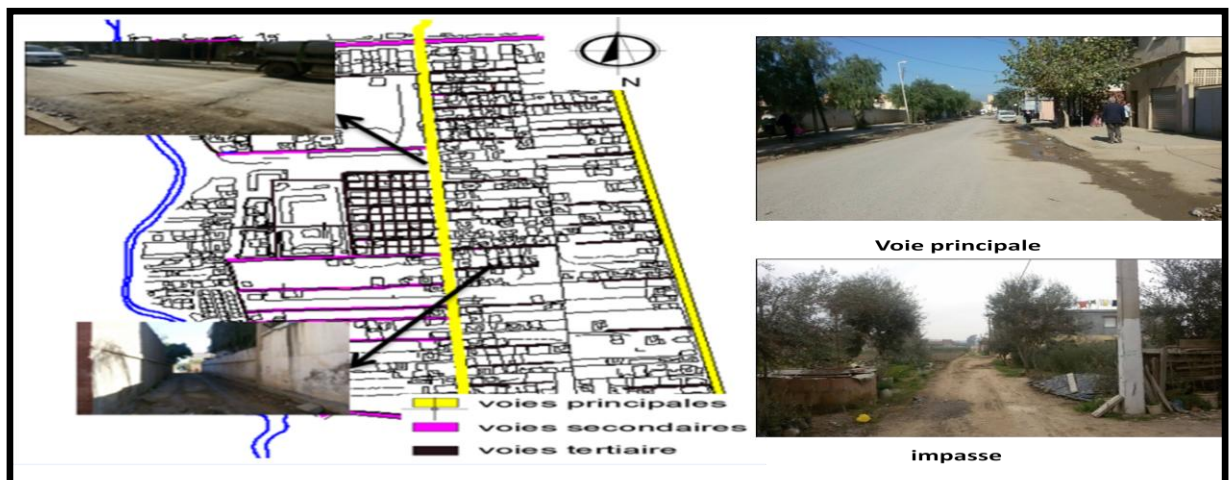 N
Voie principale
impasse
voies principales
voies secondaires
voies tertiaire